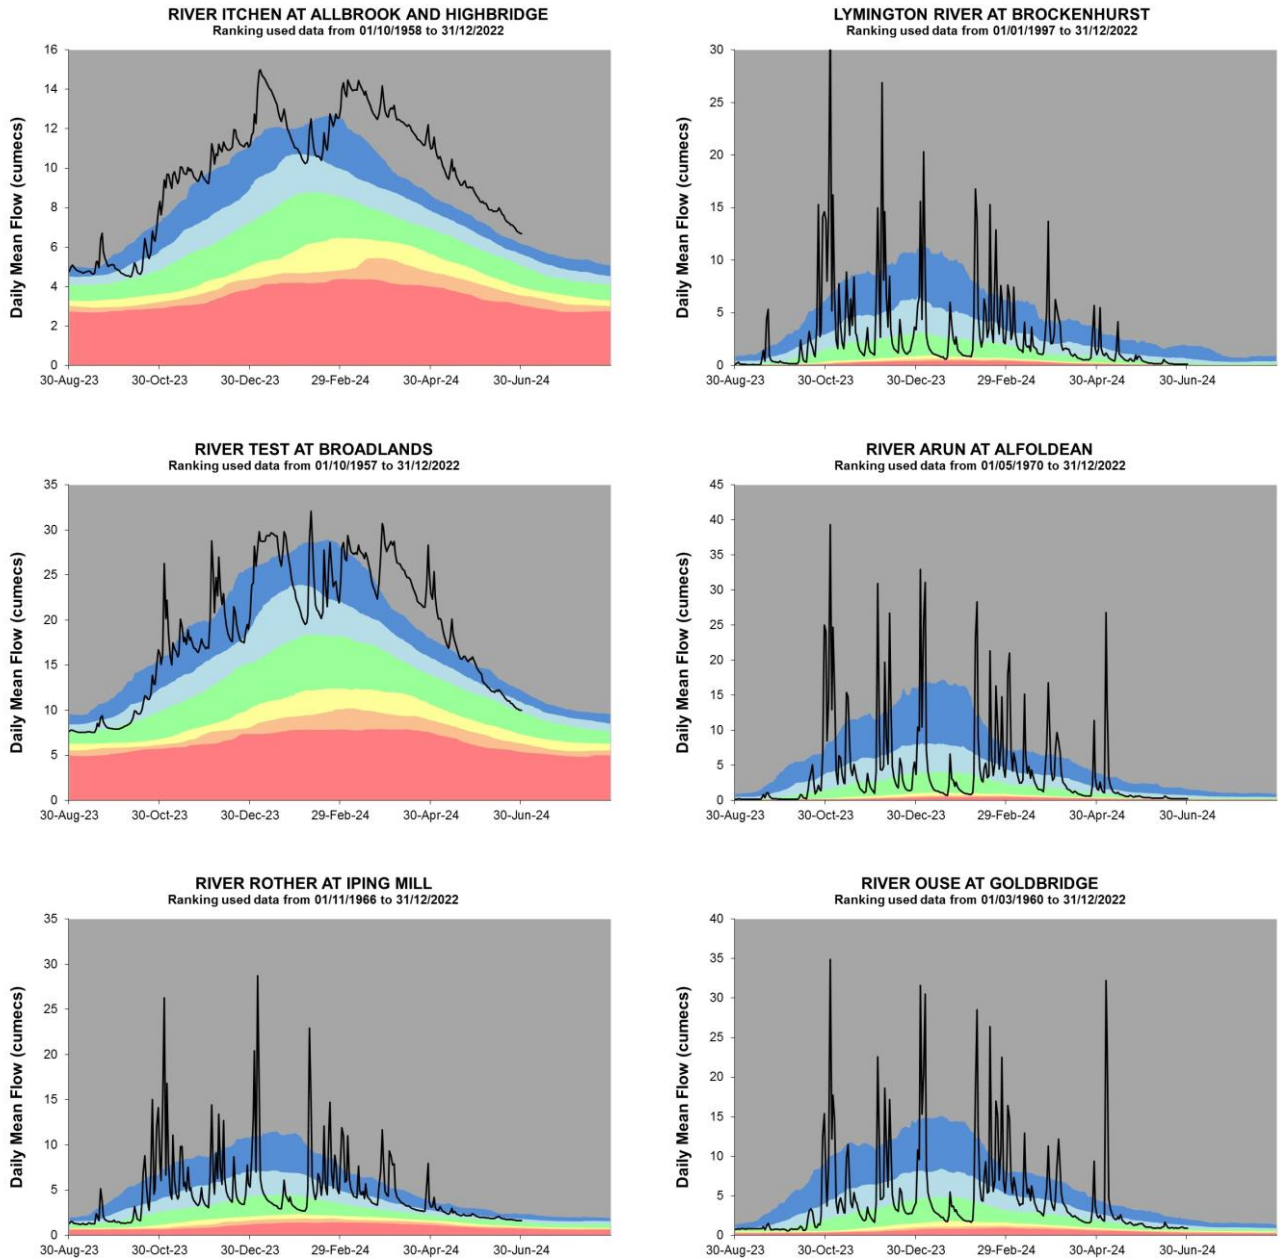 RIVER ITCHEN AT ALLBROOK AND HIGHBRIDGE
Ranking used data from 01/10/1958 to 31/12/2022
Daily Mean Flow (cumecs)
16
14
12
10
8
6
4
2
0
30-Aug-23 30-Oct-23 30-Dec-23 29-Feb-24 30-Apr-24 30-Jun-24
LYMINGTON RIVER AT BROCKENHURST
Ranking used data from 01/01/1997 to 31/12/2022
Daily Mean Flow (cumecs)
30
25
20
15
10
5
0
30-Aug-23 30-Oct-23 30-Dec-23 29-Feb-24 30-Apr-24 30-Jun-24
RIVER TEST AT BROADLANDS
Ranking used data from 01/10/1957 to 31/12/2022
Daily Mean Flow (cumecs)
35
30
25
20
15
10
5
0
30-Aug-23 30-Oct-23 30-Dec-23 29-Feb-24 30-Apr-24 30-Jun-24
RIVER ARUN AT ALFOLDEAN
Ranking used data from 01/05/1970 to 31/12/2022
Daily Mean Flow (cumecs)
45
40
35
30
25
20
15
10
5
0
30-Aug-23 30-Oct-23 30-Dec-23 29-Feb-24 30-Apr-24 30-Jun-24
RIVER ROTHER AT IPING MILL
Ranking used data from 01/11/1966 to 31/12/2022
Daily Mean Flow (cumecs)
35
30
25
20
15
10
5
0
30-Aug-23 30-Oct-23 30-Dec-23 29-Feb-24 30-Apr-24 30-Jun-24
RIVER OUSE AT GOLDBRIDGE
Ranking used data from 01/03/1960 to 31/12/2022
Daily Mean Flow (cumecs)
40
35
30
25
20
15
10
5
0
30-Aug-23 30-Oct-23 30-Dec-23 29-Feb-24 30-Apr-24 30-Jun-24